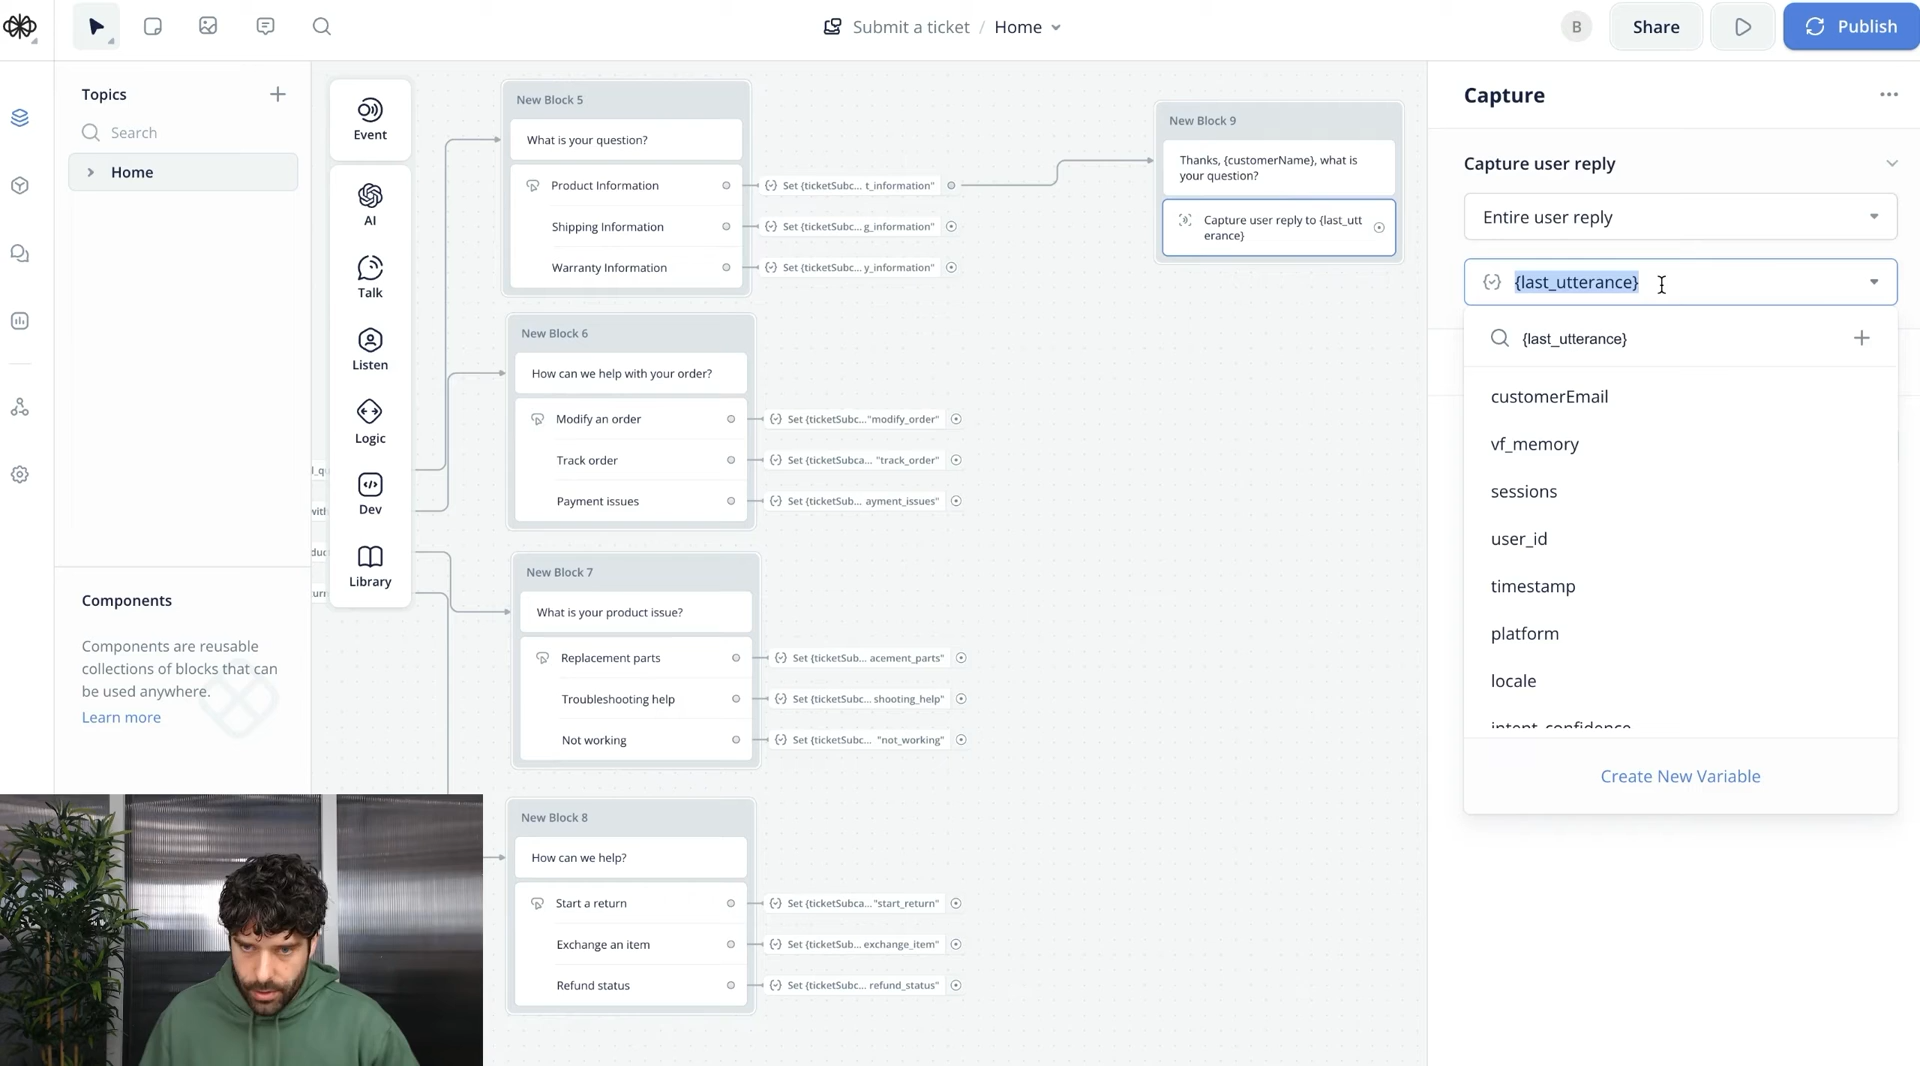 Submit a ticket / Home
B
Share
Publish
Topics
Search
Home
Components
Components are reusable
collections of blocks that can
be used anywhere.
Learn more
Event
AI
Talk
Listen
Logic
Dev
Library
New Block 5
What is your question?
Product Information
Set {ticketSubc... t_information"
Shipping Information
Set {ticketSubc... g_information"
Warranty Information
Set {ticketSubc... y_information"
New Block 6
How can we help with your order?
Modify an order
Set {ticketSubc..."modify_order"
Track order
Set {ticketSubca... "track_order"
Payment issues
Set {ticketSub... ayment_issues"
New Block 7
What is your product issue?
Replacement parts
Set {ticketSub... acement_parts"
Troubleshooting help
Set {ticketSubc... shooting_help"
Not working
Set {ticketSubc... "not_working"
New Block 8
How can we help?
Start a return
Set {ticketSubca..."start_return"
Exchange an item
Set {ticketSub... exchange_item"
Refund status
Set {ticketSubc... refund_status"
New Block 9
Thanks, {customerName}, what is
your question?
Capture user reply to {last_utt
erance}
Capture
Capture user reply
Entire user reply
{last_utterance}
{last_utterance}
customerEmail
vf_memory
sessions
user_id
timestamp
platform
locale
intent_confidence
Create New Variable